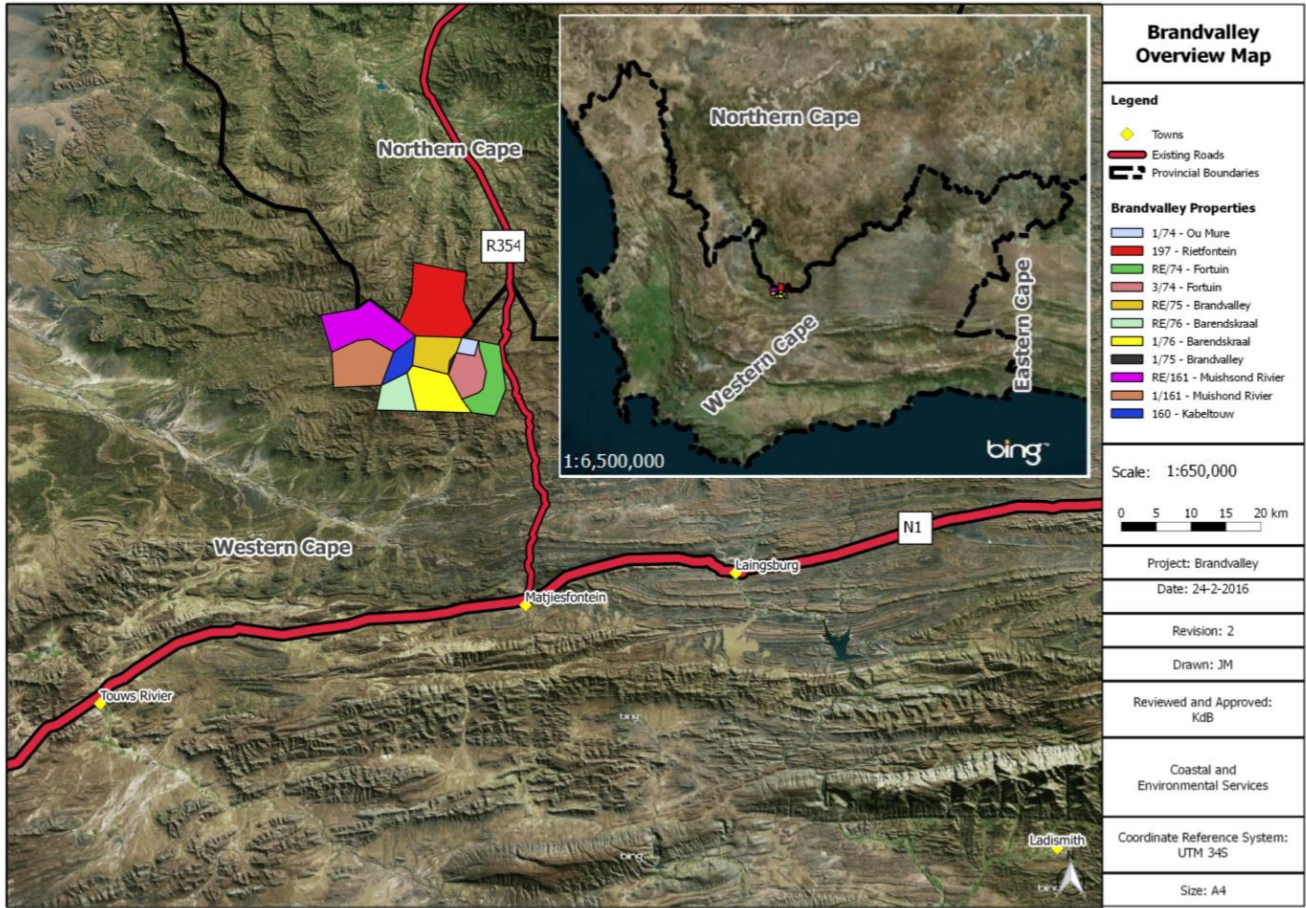 Northern Cape
R354
Western Cape
N1
Laingsburg
Matjiesfontein
Touws Rivier
Ladismith
bing
bing
bing
Northern Cape
Western Cape
Eastern Cape
bing
1:6,500,000
Brandvalley
Overview Map
Legend
Towns
Existing Roads
Provincial Boundaries
Brandvalley Properties
1/74 - Ou Mure
197 - Rietfontein
RE/74 - Fortuin
3/74 - Fortuin
RE/75 - Brandvalley
RE/76 - Barendskraal
1/76 - Barendskraal
1/75 - Brandvalley
RE/161 - Muishsond Rivier
1/161 - Muishond Rivier
160 - Kabeltouw
Scale: 1:650,000
0 5 10 15 20 km
Project: Brandvalley
Date: 24-2-2016
Revision: 2
Drawn: JM
Reviewed and Approved:
KdB
Coastal and
Environmental Services
Coordinate Reference System:
UTM 34S
Size: A4